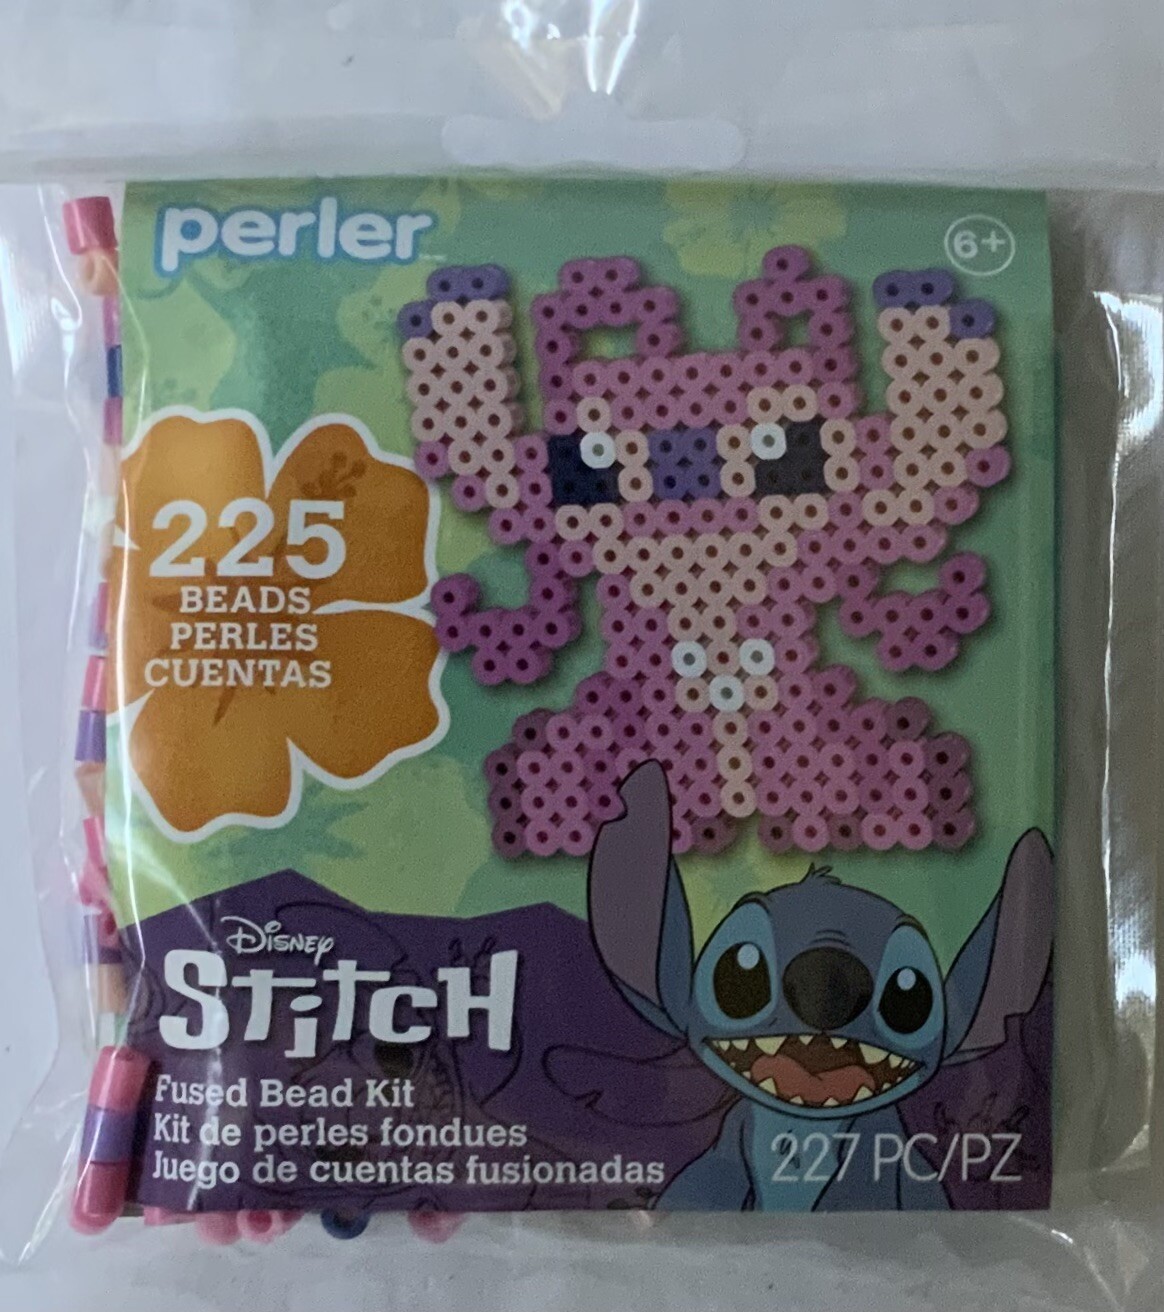 perler
6+
225
BEADS
PERLES
CUENTAS
Disney
Stitch
Fused Bead Kit
Kit de perles fondues
Juego de cuentas fusionadas
227 PC/PZ